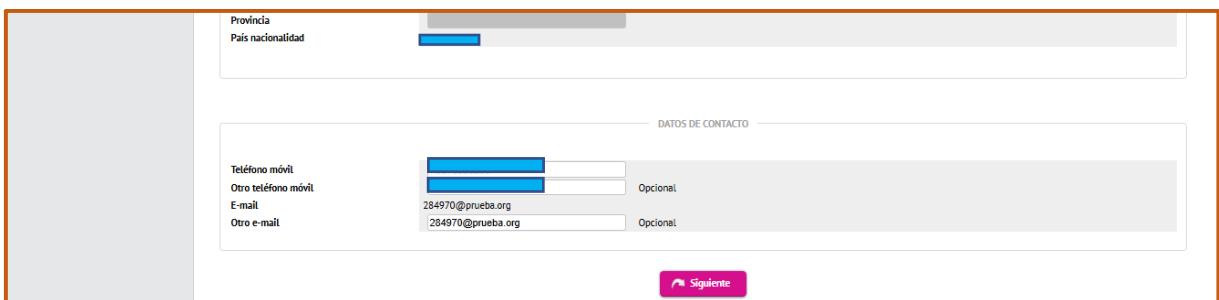 Provincia
País nacionalidad
DATOS DE CONTACTO
Teléfono móvil
Otro teléfono móvil Opcional
E-mail 284970@prueba.org
Otro e-mail 284970@prueba.org Opcional
Siguiente